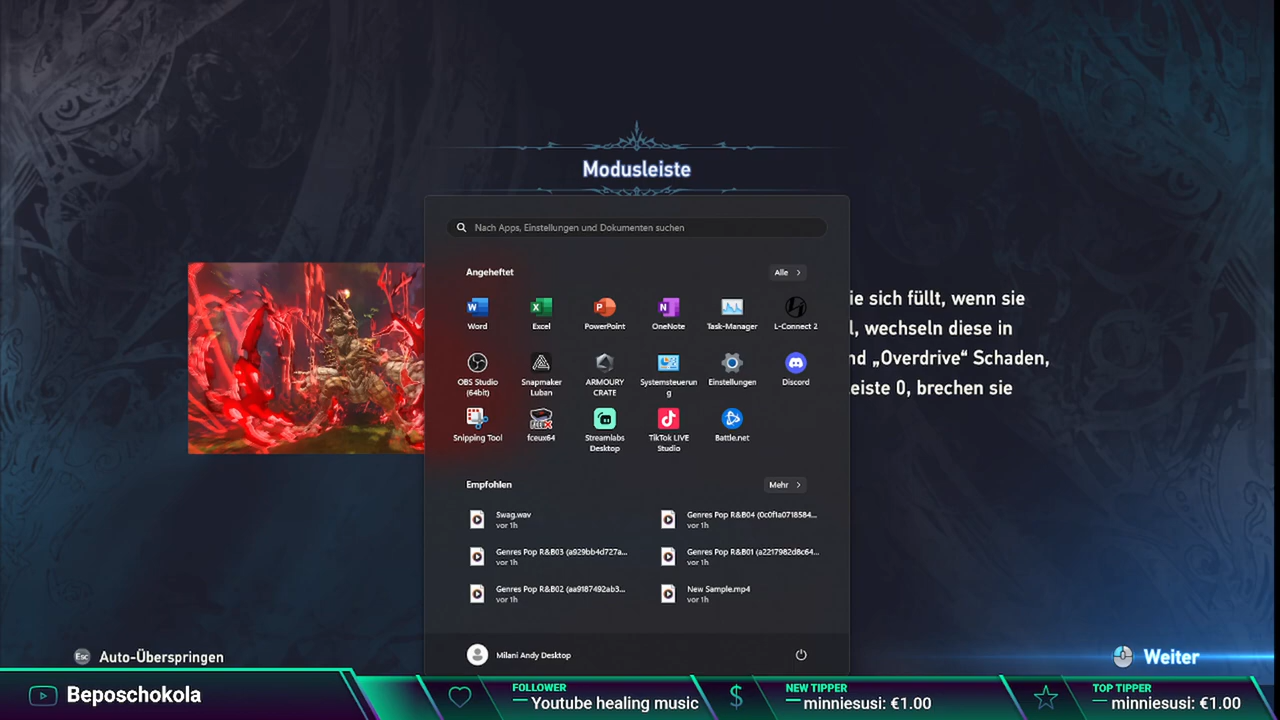 Modusleiste
Nach Apps, Einstellungen und Dokumenten suchen
Angeheftet
Alle
Word
Excel
PowerPoint
OneNote
Task-Manager
L-Connect 2
OBS Studio
(64bit)
Snapmaker
Luban
ARMOURY
CRATE
Systemsteuerun
g
Einstellungen
Discord
Snipping Tool
fceux64
Streamlabs
Desktop
TikTok LIVE
Studio
Battle.net
ie sich füllt, wenn sie
l, wechseln diese in
nd „Overdrive“ Schaden,
eiste 0, brechen sie
Empfohlen
Mehr
Swag.wav
vor 1h
Genres Pop R&B04 (0c0f1a0718584...
vor 1h
Genres Pop R&B03 (a929bb4d727a...
vor 1h
Genres Pop R&B01 (a2217982d8c64...
vor 1h
Genres Pop R&B02 (aa9187492ab3...
vor 1h
New Sample.mp4
vor 1h
Milani Andy Desktop
Esc Auto-Überspringen
Weiter
Beposchokola
FOLLOWER
Youtube healing music
NEW TIPPER
minniesusi: €1.00
TOP TIPPER
minniesusi: €1.00